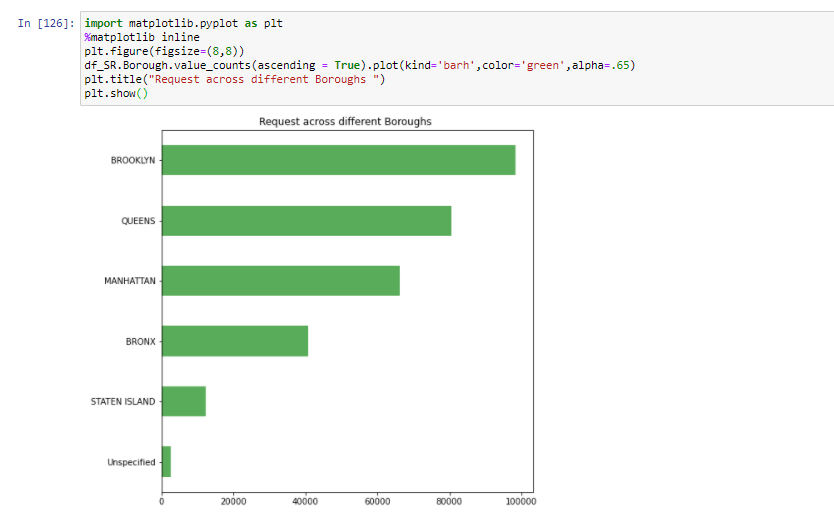 In [126]: import matplotlib.pyplot as plt
%matplotlib inline
plt.figure(figsize=(8,8))
df_SR.Borough.value_counts(ascending = True).plot(kind='barh',color='green',alpha=.65)
plt.title("Request across different Boroughs ")
plt.show()
Request across different Boroughs
BROOKLYN
QUEENS
MANHATTAN
BRONX
STATEN ISLAND
Unspecified
0 20000 40000 60000 80000 100000